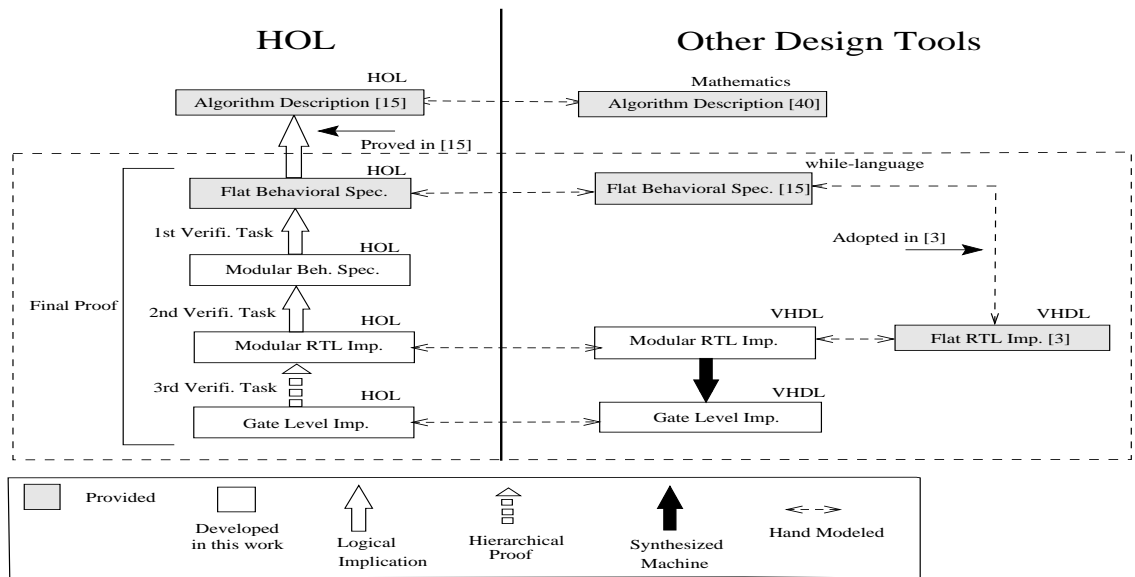 HOL
Other Design Tools
HOL
Mathematics
Algorithm Description [15]
Algorithm Description [40]
Proved in [15]
HOL
while-language
Flat Behavioral Spec.
Flat Behavioral Spec. [15]
1st Verifi. Task
Adopted in [3]
HOL
Modular Beh. Spec.
Final Proof
2nd Verifi. Task
HOL
VHDL
VHDL
Modular RTL Imp.
Modular RTL Imp.
Flat RTL Imp. [3]
3rd Verifi. Task
HOL
VHDL
Gate Level Imp.
Gate Level Imp.
Provided
Developed
in this work
Logical
Implication
Hierarchical
Proof
Synthesized
Machine
Hand Modeled